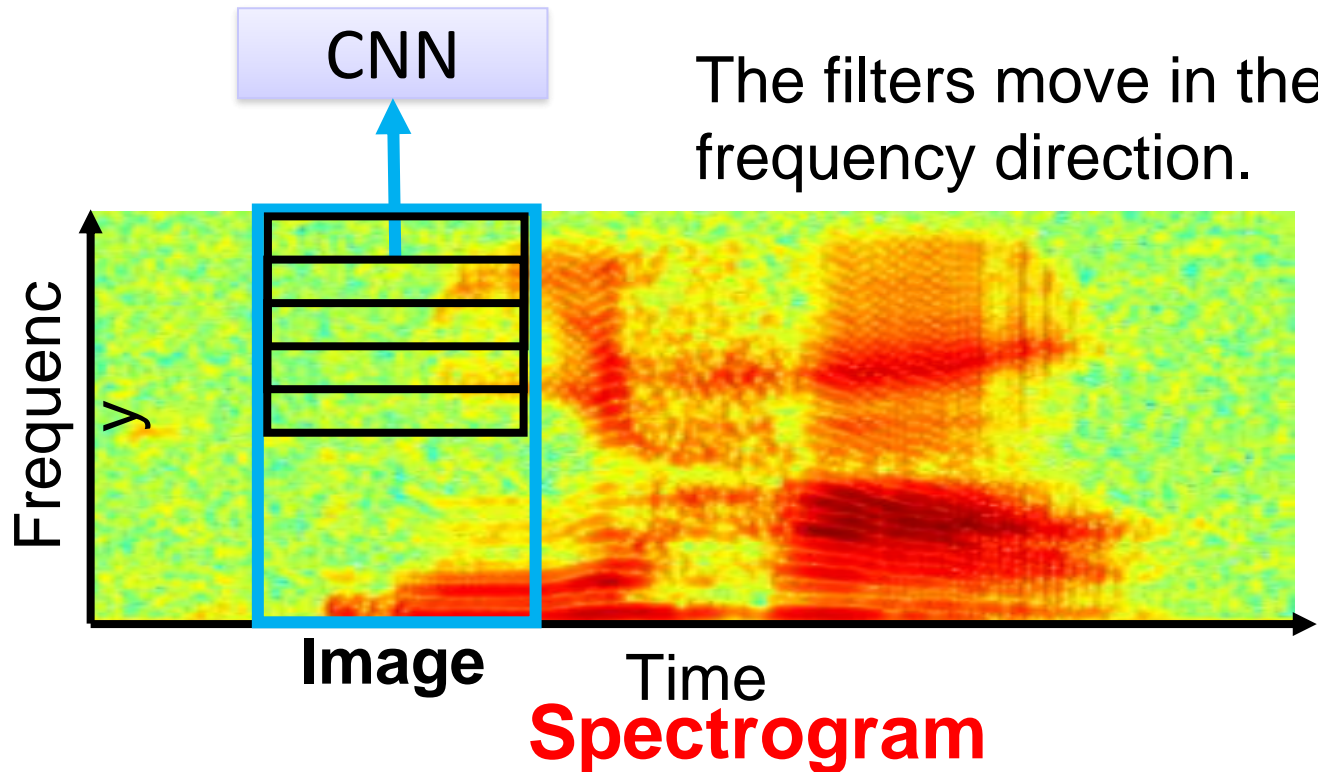 CNN
The filters move in the
frequency direction.
Frequenc
y
Image
Time
Spectrogram